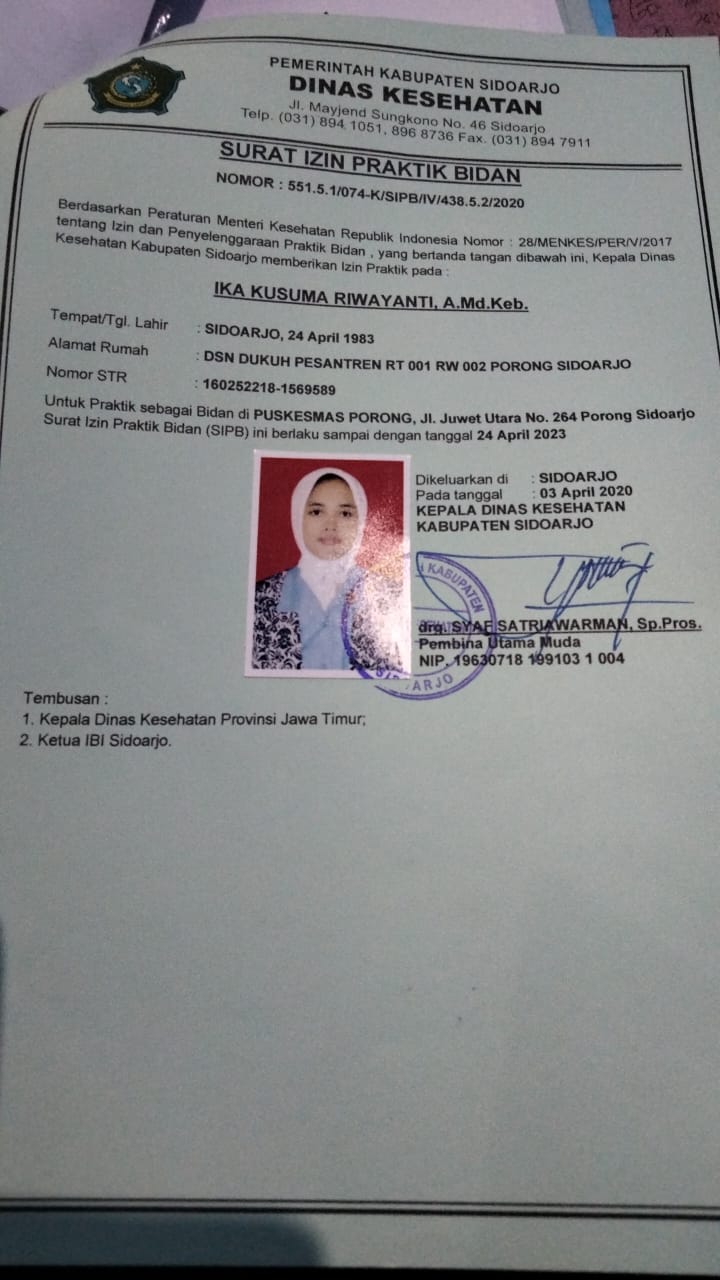 PEMERINTAH KABUPATEN SIDOARJO
DINAS KESEHATAN
Jl. Mayjend Sungkono No. 46 Sidoarjo
Telp. (031) 894 1051, 896 8736 Fax. (031) 894 7911
SURAT IZIN PRAKTIK BIDAN
NOMOR : 551.5.1/074-K/SIPB/IV/438.5.2/2020
Berdasarkan Peraturan Menteri Kesehatan Republik Indonesia Nomor : 28/MENKES/PER/V/2017
tentang Izin dan Penyelenggaraan Praktik Bidan , yang bertanda tangan dibawah ini, Kepala Dinas
Kesehatan Kabupaten Sidoarjo memberikan Izin Praktik pada :
IKA KUSUMA RIWAYANTI, A.Md.Keb.
Tempat/Tgl. Lahir : SIDOARJO, 24 April 1983
Alamat Rumah : DSN DUKUH PESANTREN RT 001 RW 002 PORONG SIDOARJO
Nomor STR : 160252218-1569589
Untuk Praktik sebagai Bidan di PUSKESMAS PORONG, Jl. Juwet Utara No. 264 Porong Sidoarjo
Surat Izin Praktik Bidan (SIPB) ini berlaku sampai dengan tanggal 24 April 2023
Dikeluarkan di : SIDOARJO
Pada tanggal : 03 April 2020
KEPALA DINAS KESEHATAN
KABUPATEN SIDOARJO
KABUPATEN
drg. SYAF SATRIAWARMAN, Sp.Pros.
Pembina Utama Muda
NIP. 19630718 199103 1 004
Tembusan :
1. Kepala Dinas Kesehatan Provinsi Jawa Timur;
2. Ketua IBI Sidoarjo.